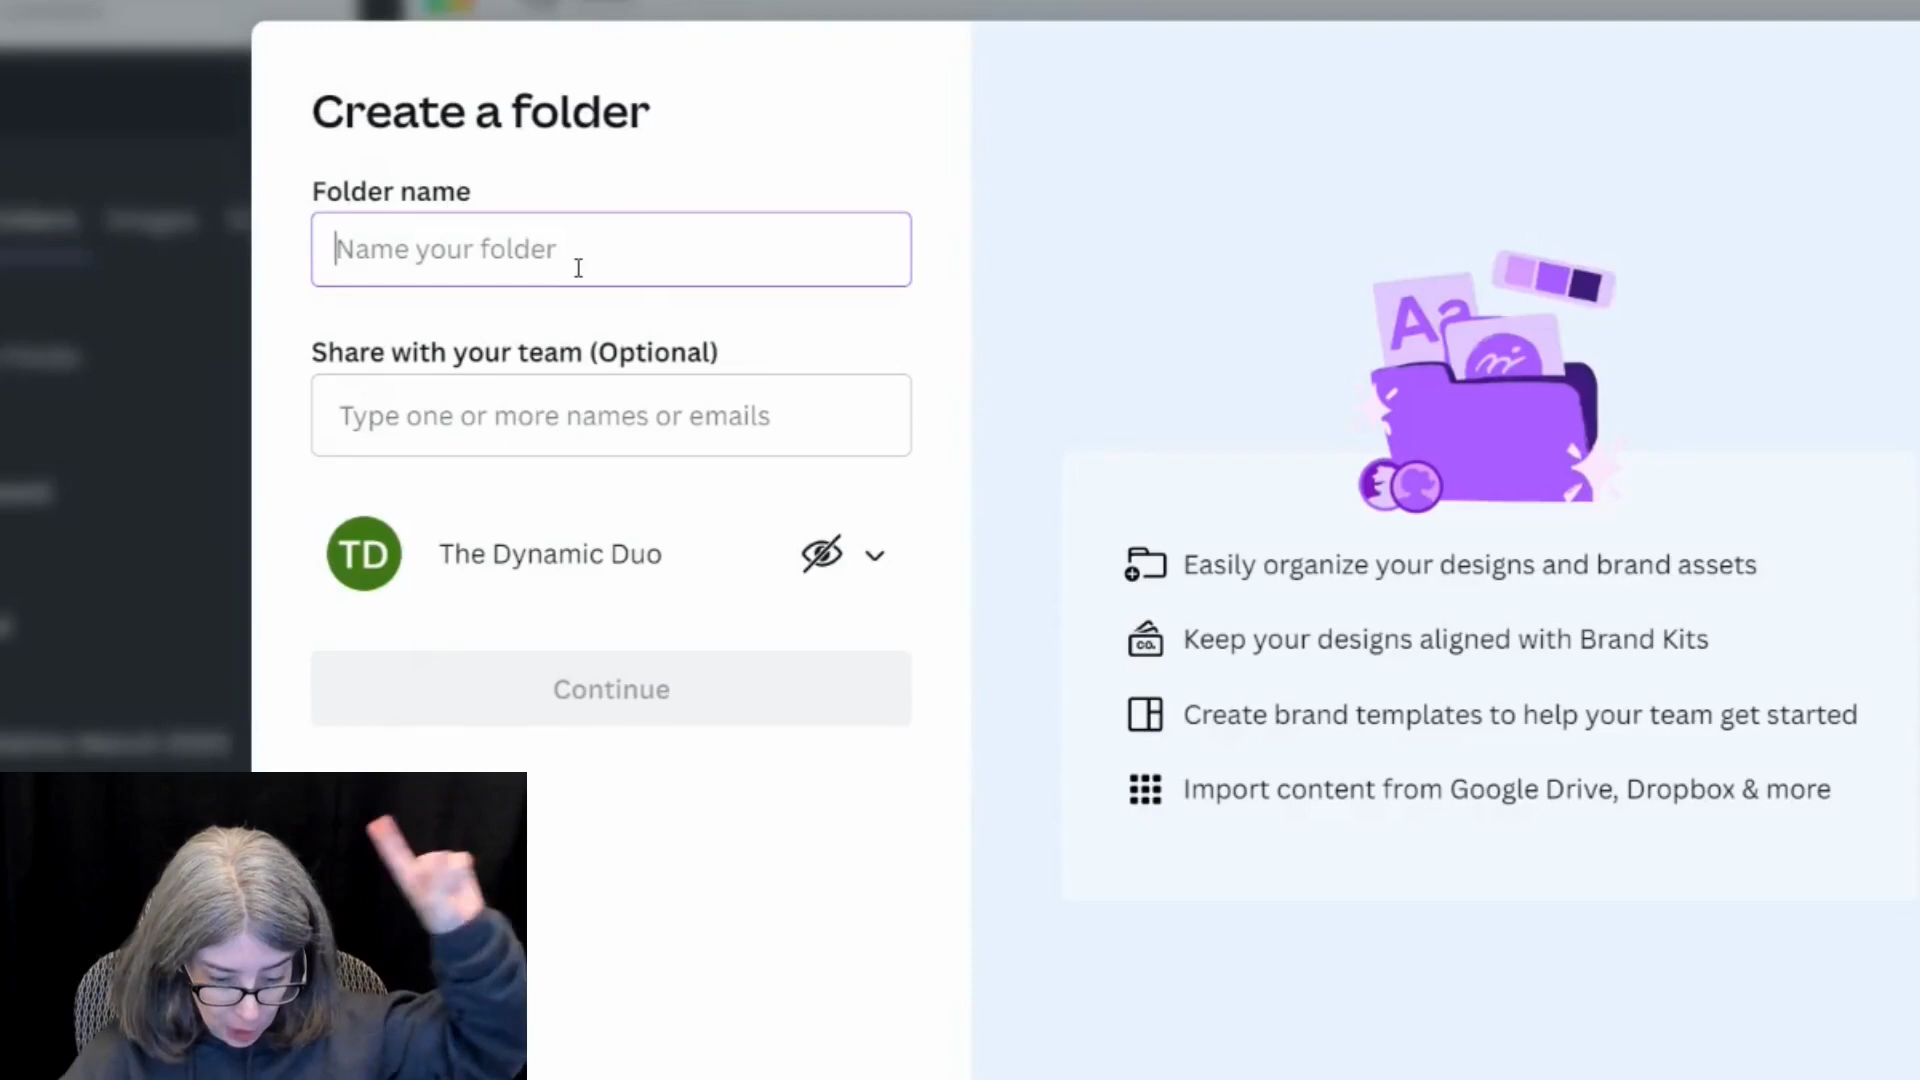 Create a folder
Folder name
Name your folder
Share with your team (Optional)
Type one or more names or emails
TD
The Dynamic Duo
Continue
Aa
Easily organize your designs and brand assets
CO.
Keep your designs aligned with Brand Kits
Create brand templates to help your team get started
Import content from Google Drive, Dropbox & more